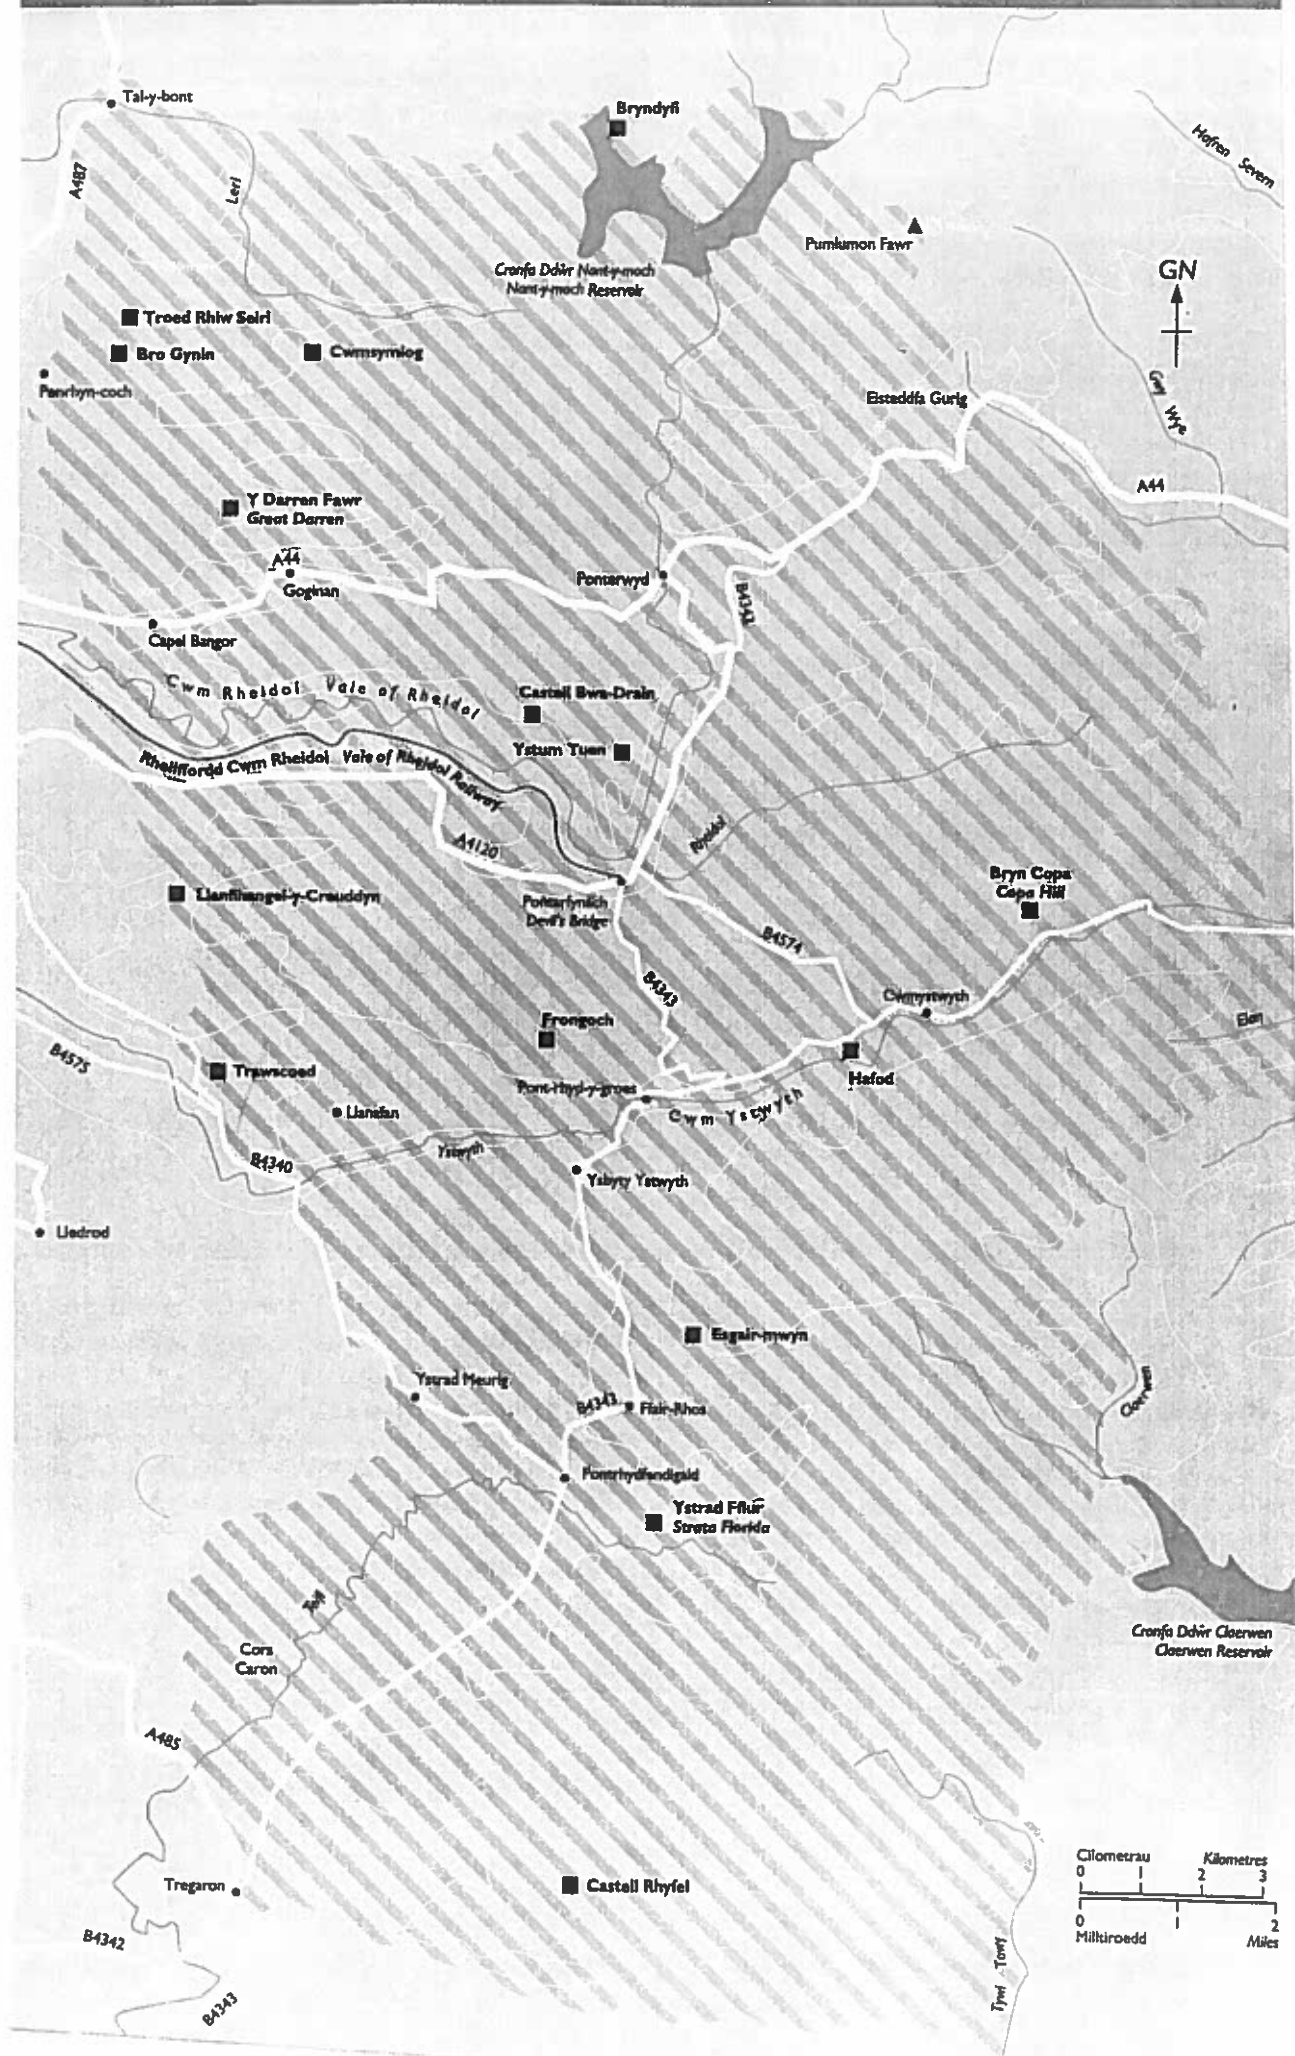 Tal-y-bont
Bryndyfi
Hafren Severn
A487
Leri
Pumlumon Fawr
Cronfa Ddŵr Nant-y-moch
Nant-y-moch Reservoir
GN
Troed Rhiw Seiri
Bro Gynin
Cwmsymlog
Penrhyn-coch
Gwy Wye
Eisteddfa Gurig
A44
Y Darren Fawr
Great Darren
A44
Goginan
Ponterwyd
B4343
Capel Bangor
Cwm Rheidol Vale of Rheidol
Castell Bwa-Drain
Ystum Tuen
Rheilffordd Cwm Rheidol Vale of Rheidol Railway
A4120
Rheidol
Bryn Copa
Copa Hill
Llanfihangel-y-Creuddyn
Pontarfynach
Devil's Bridge
B4574
B4343
Cwmystwyth
Elan
Frongoch
B4575
Trawscoed
Hafod
Pont-rhyd-y-groes
Cwm Ystwyth
Llanafan
Ystwyth
B4340
Ysbyty Ystwyth
Lledrod
Esgair-mwyn
Ystrad Meurig
B4343
Ffair-Rhos
Claerwen
Pontrhydfendigaid
Ystrad Fflur
Strata Florida
Teifi
Cors
Caron
Cronfa Ddŵr Claerwen
Claerwen Reservoir
A485
Cilometrau Kilometres
0 1 2 3
0 1 2
Milltiroedd Miles
Tregaron
Castell Rhyfel
B4342
Tywi Towy
B4343